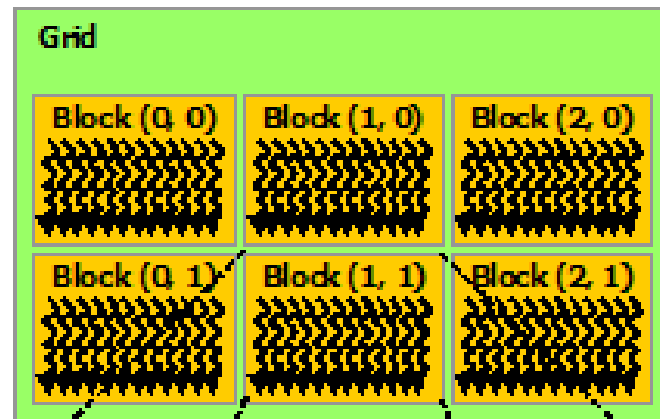 Grid
Block (0, 0) Block (1, 0) Block (2, 0)
Block (0, 1) Block (1, 1) Block (2, 1)